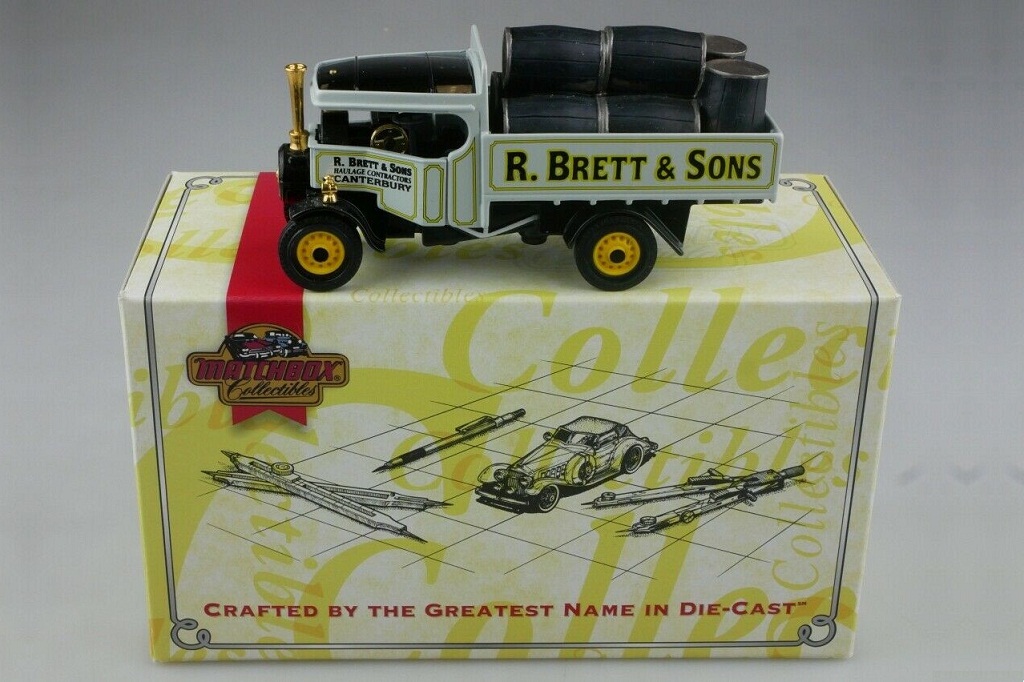 R. BRETT & SONS
HAULAGE CONTRACTORS
CANTERBURY
R. BRETT & SONS
Collectibles
Collec
Collectibles
MATCHBOX®
Collectibles
Collectibles
CRAFTED BY THE GREATEST NAME IN DIE-CAST™